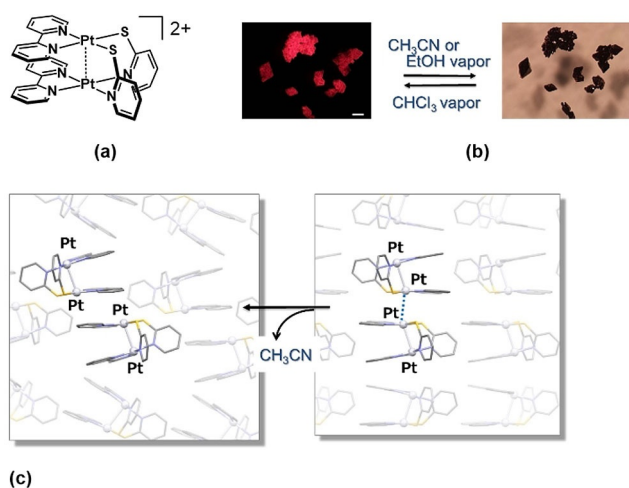 2+
Pt
S
S
N
N
N
N
Pt
N
N
(a)
CH₃CN or
EtOH vapor
CHCl₃ vapor
(b)
Pt
Pt
Pt
Pt
CH₃CN
Pt
Pt
Pt
Pt
(c)